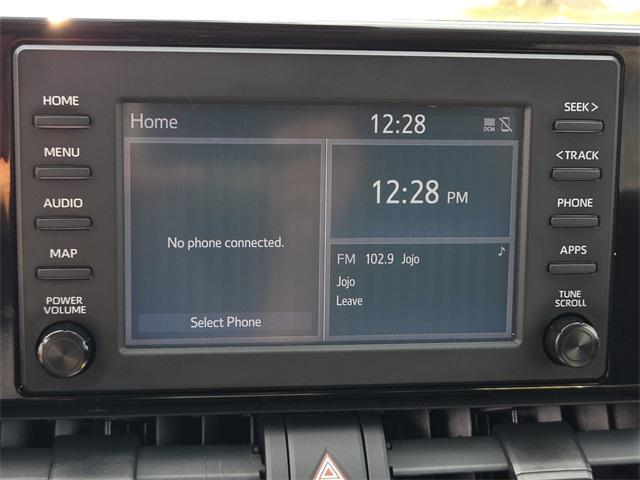 HOME
MENU
AUDIO
MAP
POWER
VOLUME
Home 12:28 DCM
No phone connected.
Select Phone
12:28 PM
FM 102.9 Jojo
Jojo
Leave
SEEK >
< TRACK
PHONE
APPS
TUNE
SCROLL